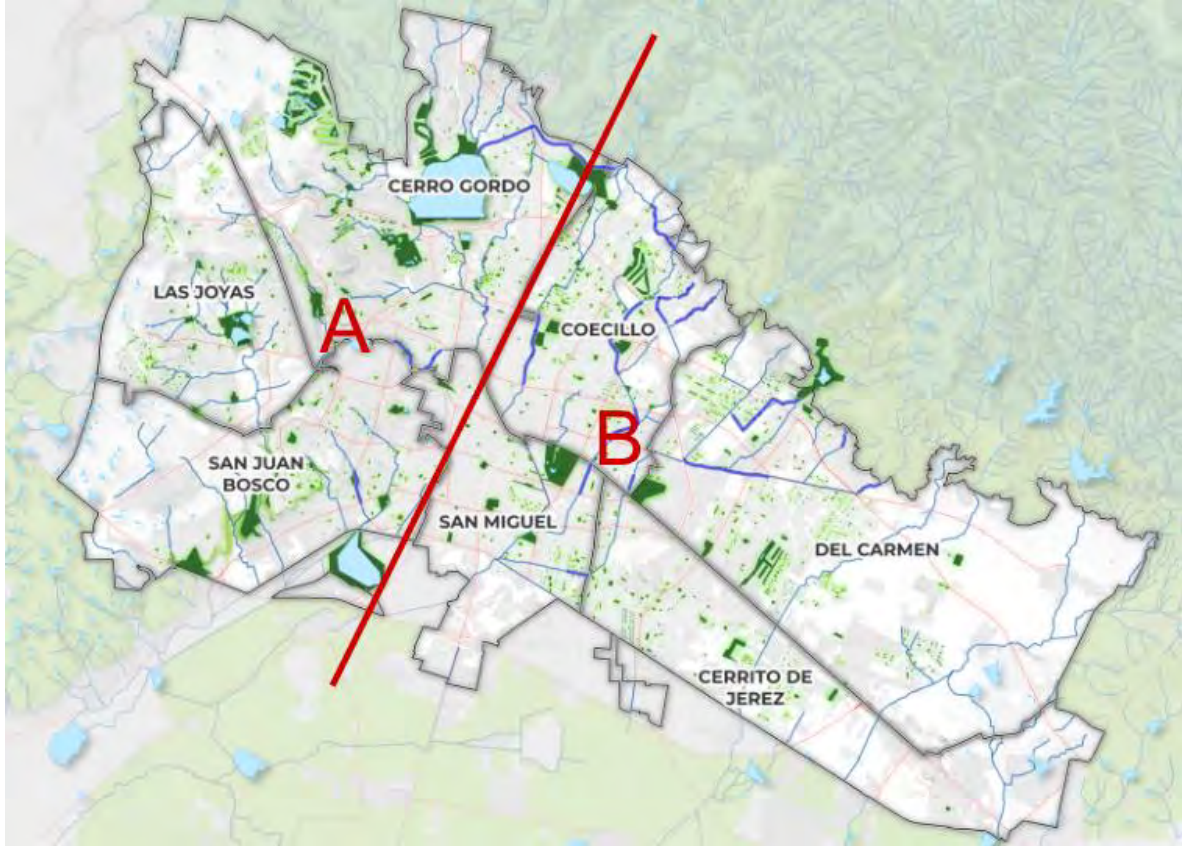 CERRO GORDO
LAS JOYAS
A
COECILLO
B
SAN JUAN
BOSCO
SAN MIGUEL
DEL CARMEN
CERRITO DE
JEREZ